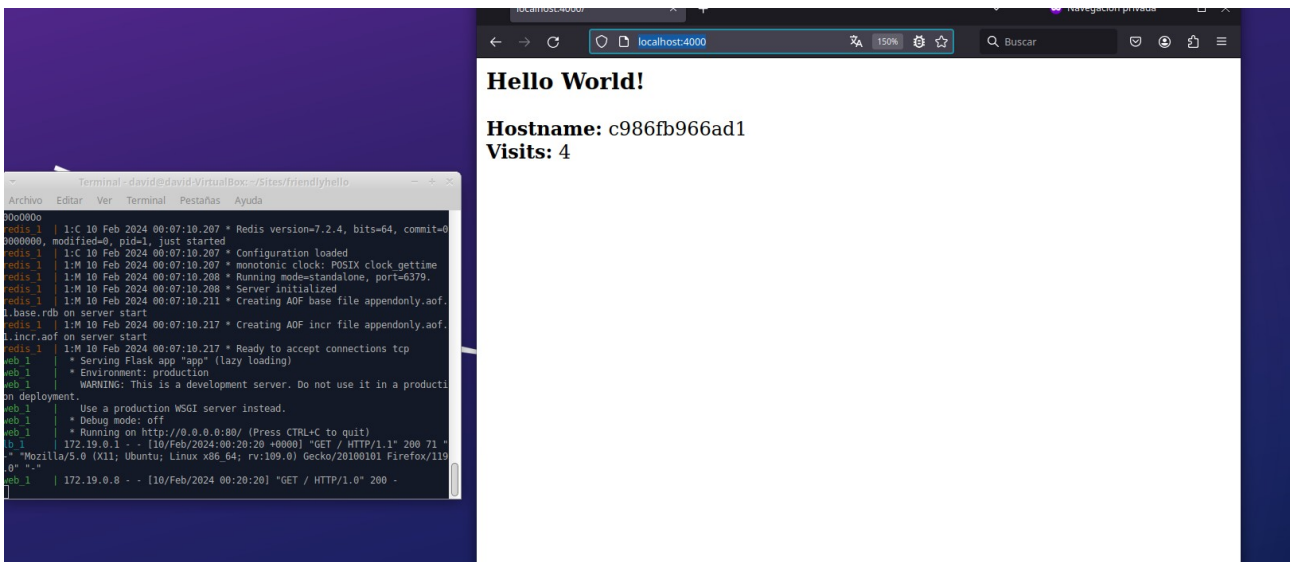 localhost:4000/
Navegación privada
localhost:4000
150%
Buscar
Hello World!
Hostname: c986fb966ad1
Visits: 4
Terminal - david@david-VirtualBox: ~/Sites/friendlyhello
Archivo Editar Ver Terminal Pestañas Ayuda
redis_1 | 1:C 10 Feb 2024 00:07:10.207 * Redis version=7.2.4, bits=64, commit=0
0000000, modified=0, pid=1, just started
redis_1 | 1:C 10 Feb 2024 00:07:10.207 * Configuration loaded
redis_1 | 1:M 10 Feb 2024 00:07:10.207 * monotonic clock: POSIX clock_gettime
redis_1 | 1:M 10 Feb 2024 00:07:10.208 * Running mode=standalone, port=6379.
redis_1 | 1:M 10 Feb 2024 00:07:10.208 * Server initialized
redis_1 | 1:M 10 Feb 2024 00:07:10.211 * Creating AOF base file appendonly.aof.
1.base.rdb on server start
redis_1 | 1:M 10 Feb 2024 00:07:10.217 * Creating AOF incr file appendonly.aof.
1.incr.aof on server start
redis_1 | 1:M 10 Feb 2024 00:07:10.217 * Ready to accept connections tcp
web_1 | * Serving Flask app "app" (lazy loading)
web_1 | * Environment: production
web_1 | WARNING: This is a development server. Do not use it in a producti
on deployment.
web_1 | Use a production WSGI server instead.
web_1 | * Debug mode: off
web_1 | * Running on http://0.0.0.0:80/ (Press CTRL+C to quit)
lb_1 | 172.19.0.1 - - [10/Feb/2024:00:20:20 +0000] "GET / HTTP/1.1" 200 71 "
-" "Mozilla/5.0 (X11; Ubuntu; Linux x86_64; rv:109.0) Gecko/20100101 Firefox/119
.0" "-"
web_1 | 172.19.0.8 - - [10/Feb/2024 00:20:20] "GET / HTTP/1.0" 200 -